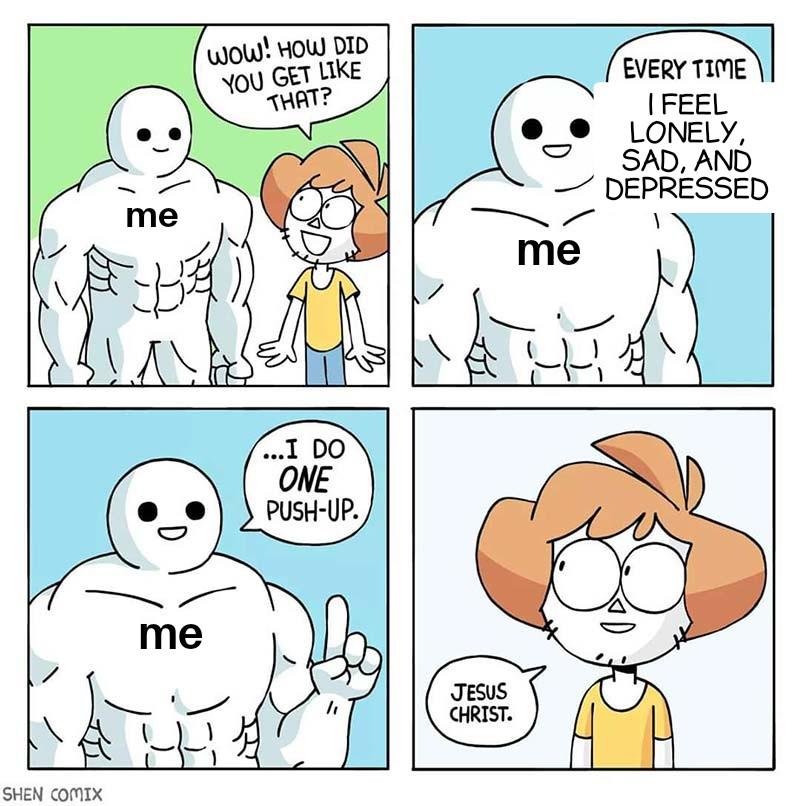 WOW! HOW DID
YOU GET LIKE
THAT?
me
EVERY TIME
I FEEL
LONELY,
SAD, AND
DEPRESSED
me
...I DO
ONE
PUSH-UP.
me
JESUS
CHRIST.
SHEN COMIX